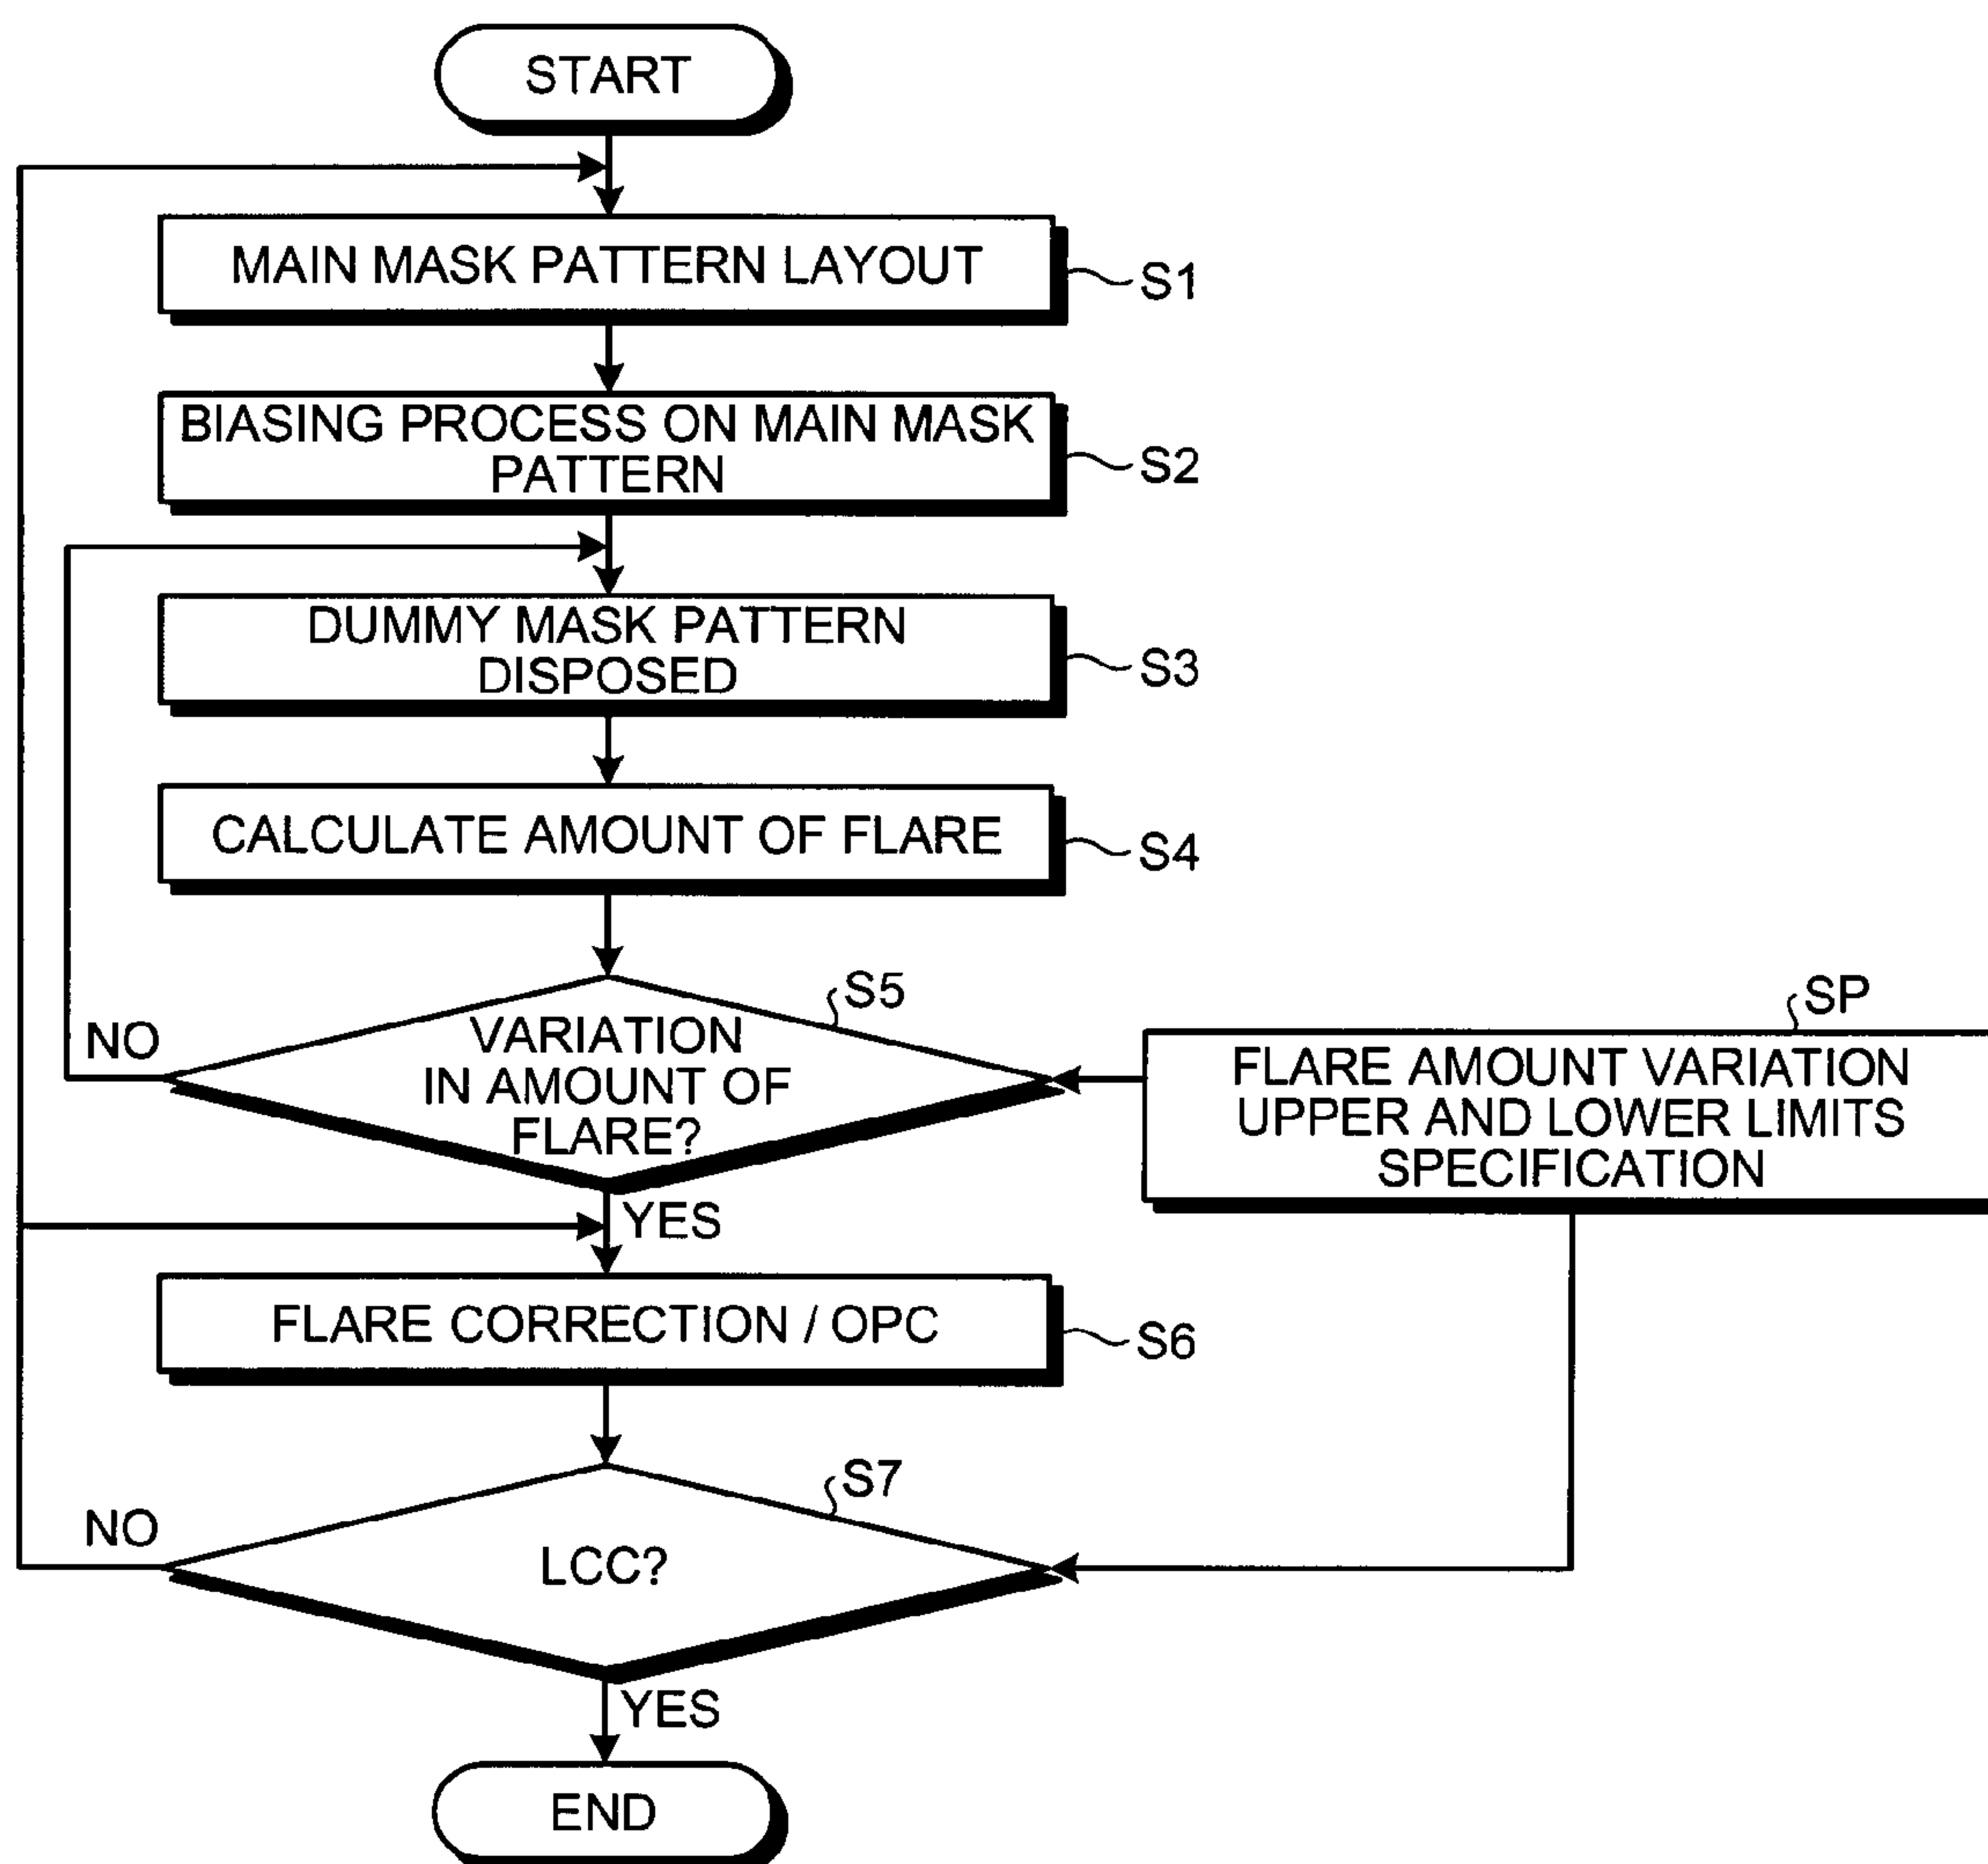 START
MAIN MASK PATTERN LAYOUT
S1
BIASING PROCESS ON MAIN MASK
PATTERN
S2
DUMMY MASK PATTERN
DISPOSED
S3
CALCULATE AMOUNT OF FLARE
S4
S5
VARIATION
IN AMOUNT OF
FLARE?
NO
SP
FLARE AMOUNT VARIATION
UPPER AND LOWER LIMITS
SPECIFICATION
YES
FLARE CORRECTION / OPC
S6
S7
NO
LCC?
YES
END